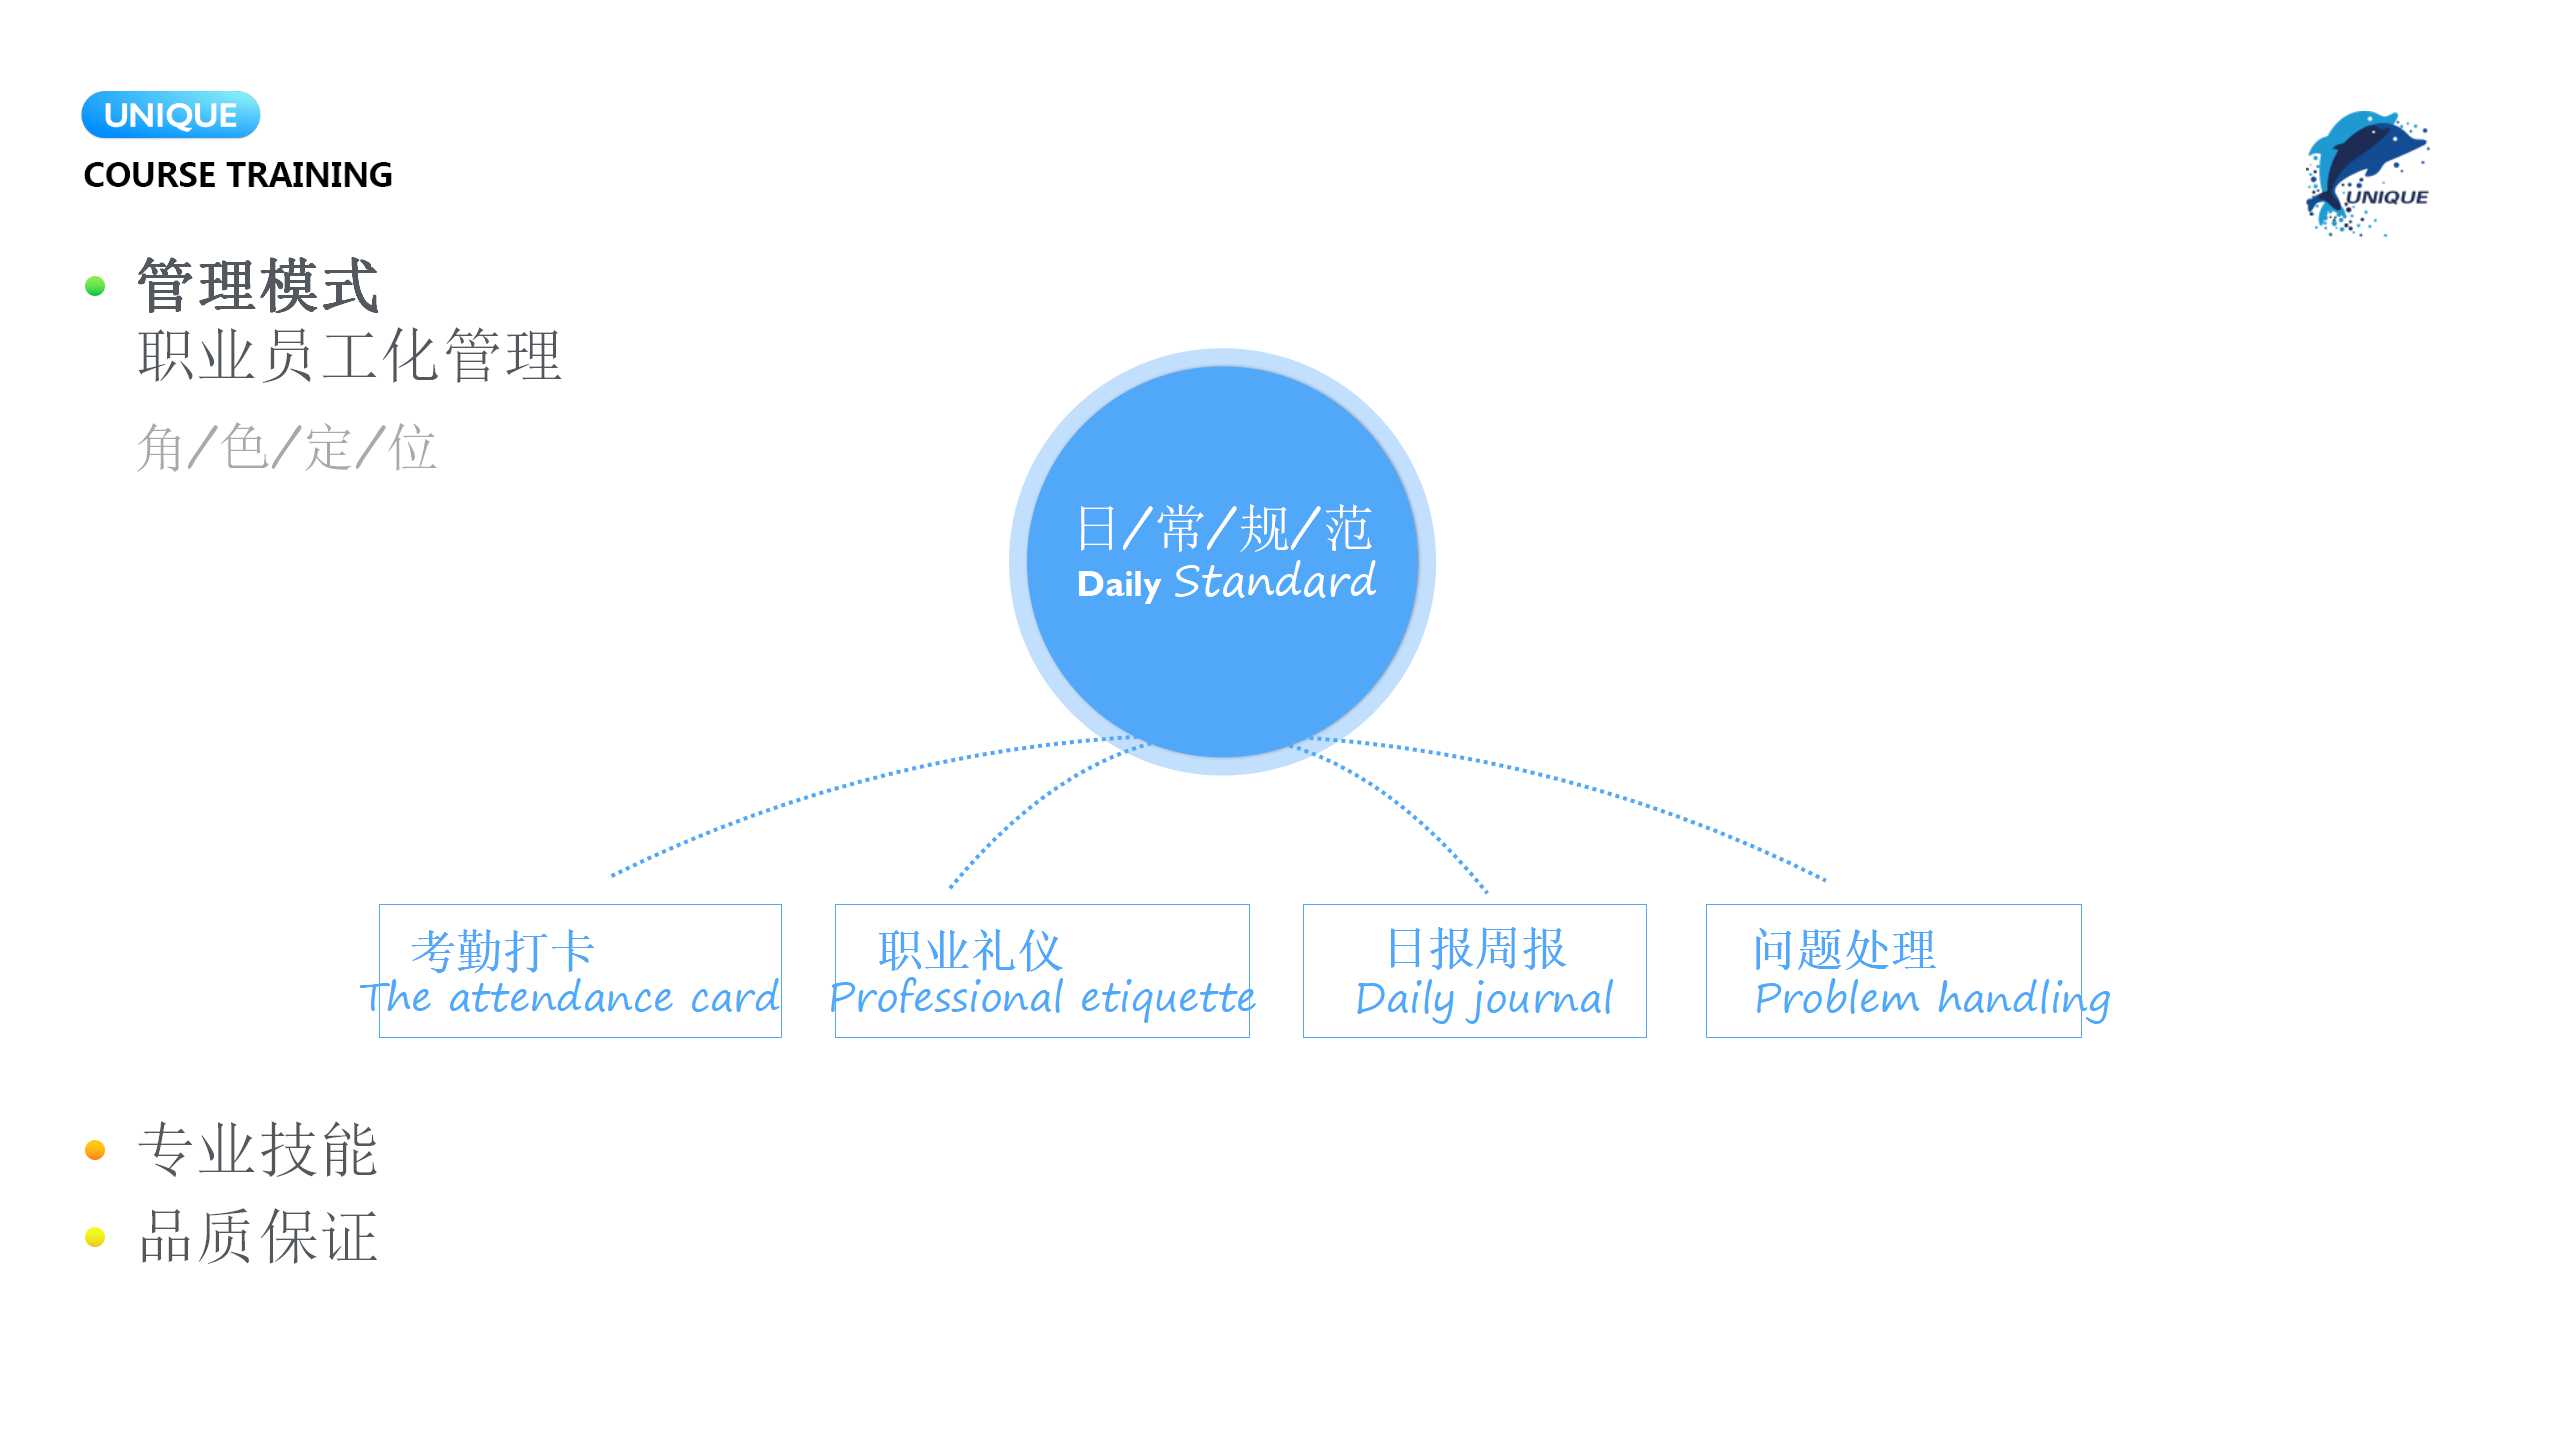 UNIQUE
COURSE TRAINING
UNIQUE
管理模式
职业员工化管理
角/色/定/位
日/常/规/范
Daily Standard
考勤打卡
The attendance card
职业礼仪
Professional etiquette
日报周报
Daily journal
问题处理
Problem handling
专业技能
品质保证